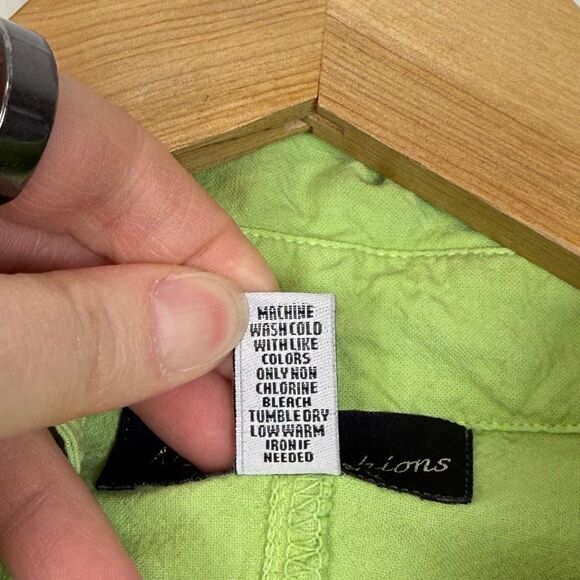 MACHINE
WASH COLD
WITH LIKE
COLORS
ONLY NON
CHLORINE
BLEACH
TUMBLE DRY
LOW WARM
IRON IF
NEEDED